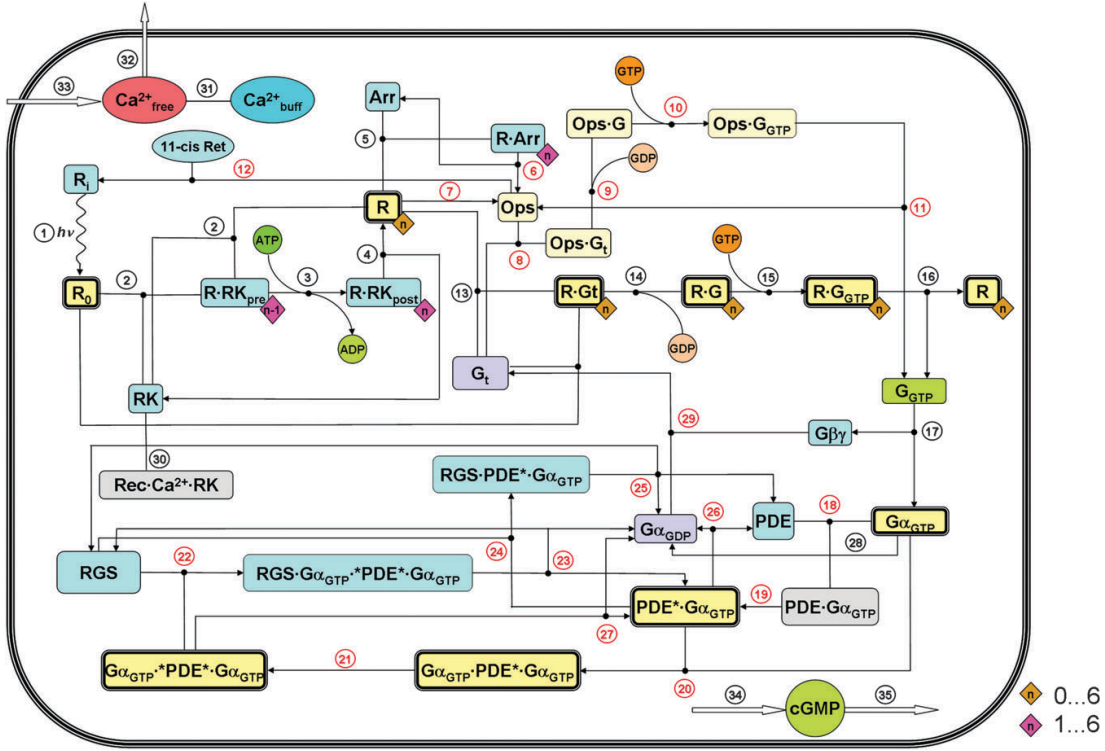 32
33
Ca²⁺free
31
Ca²⁺buff
11-cis Ret
12
Ri
1 hν
R0
2
2
R·RKpre
n-1
ATP
3
ADP
R·RKpost
n
4
Arr
5
R·Arr
n
6
R
n
7
Ops
8
Ops·Gt
9
GDP
Ops·G
GTP
10
Ops·GGTP
11
13
R·Gt
n
14
GDP
R·G
n
GTP
15
R·GGTP
n
16
R
n
Gt
RK
30
Rec·Ca²⁺·RK
GGTP
17
Gβγ
29
RGS·PDE*·GαGTP
25
26
PDE
18
GαGTP
GαGDP
28
24
RGS
22
RGS·GαGTP·*PDE*·GαGTP
23
PDE*·GαGTP
19
PDE·GαGTP
27
GαGTP·*PDE*·GαGTP
21
GαGTP·PDE*·GαGTP
20
34
cGMP
35
n 0...6
n 1...6